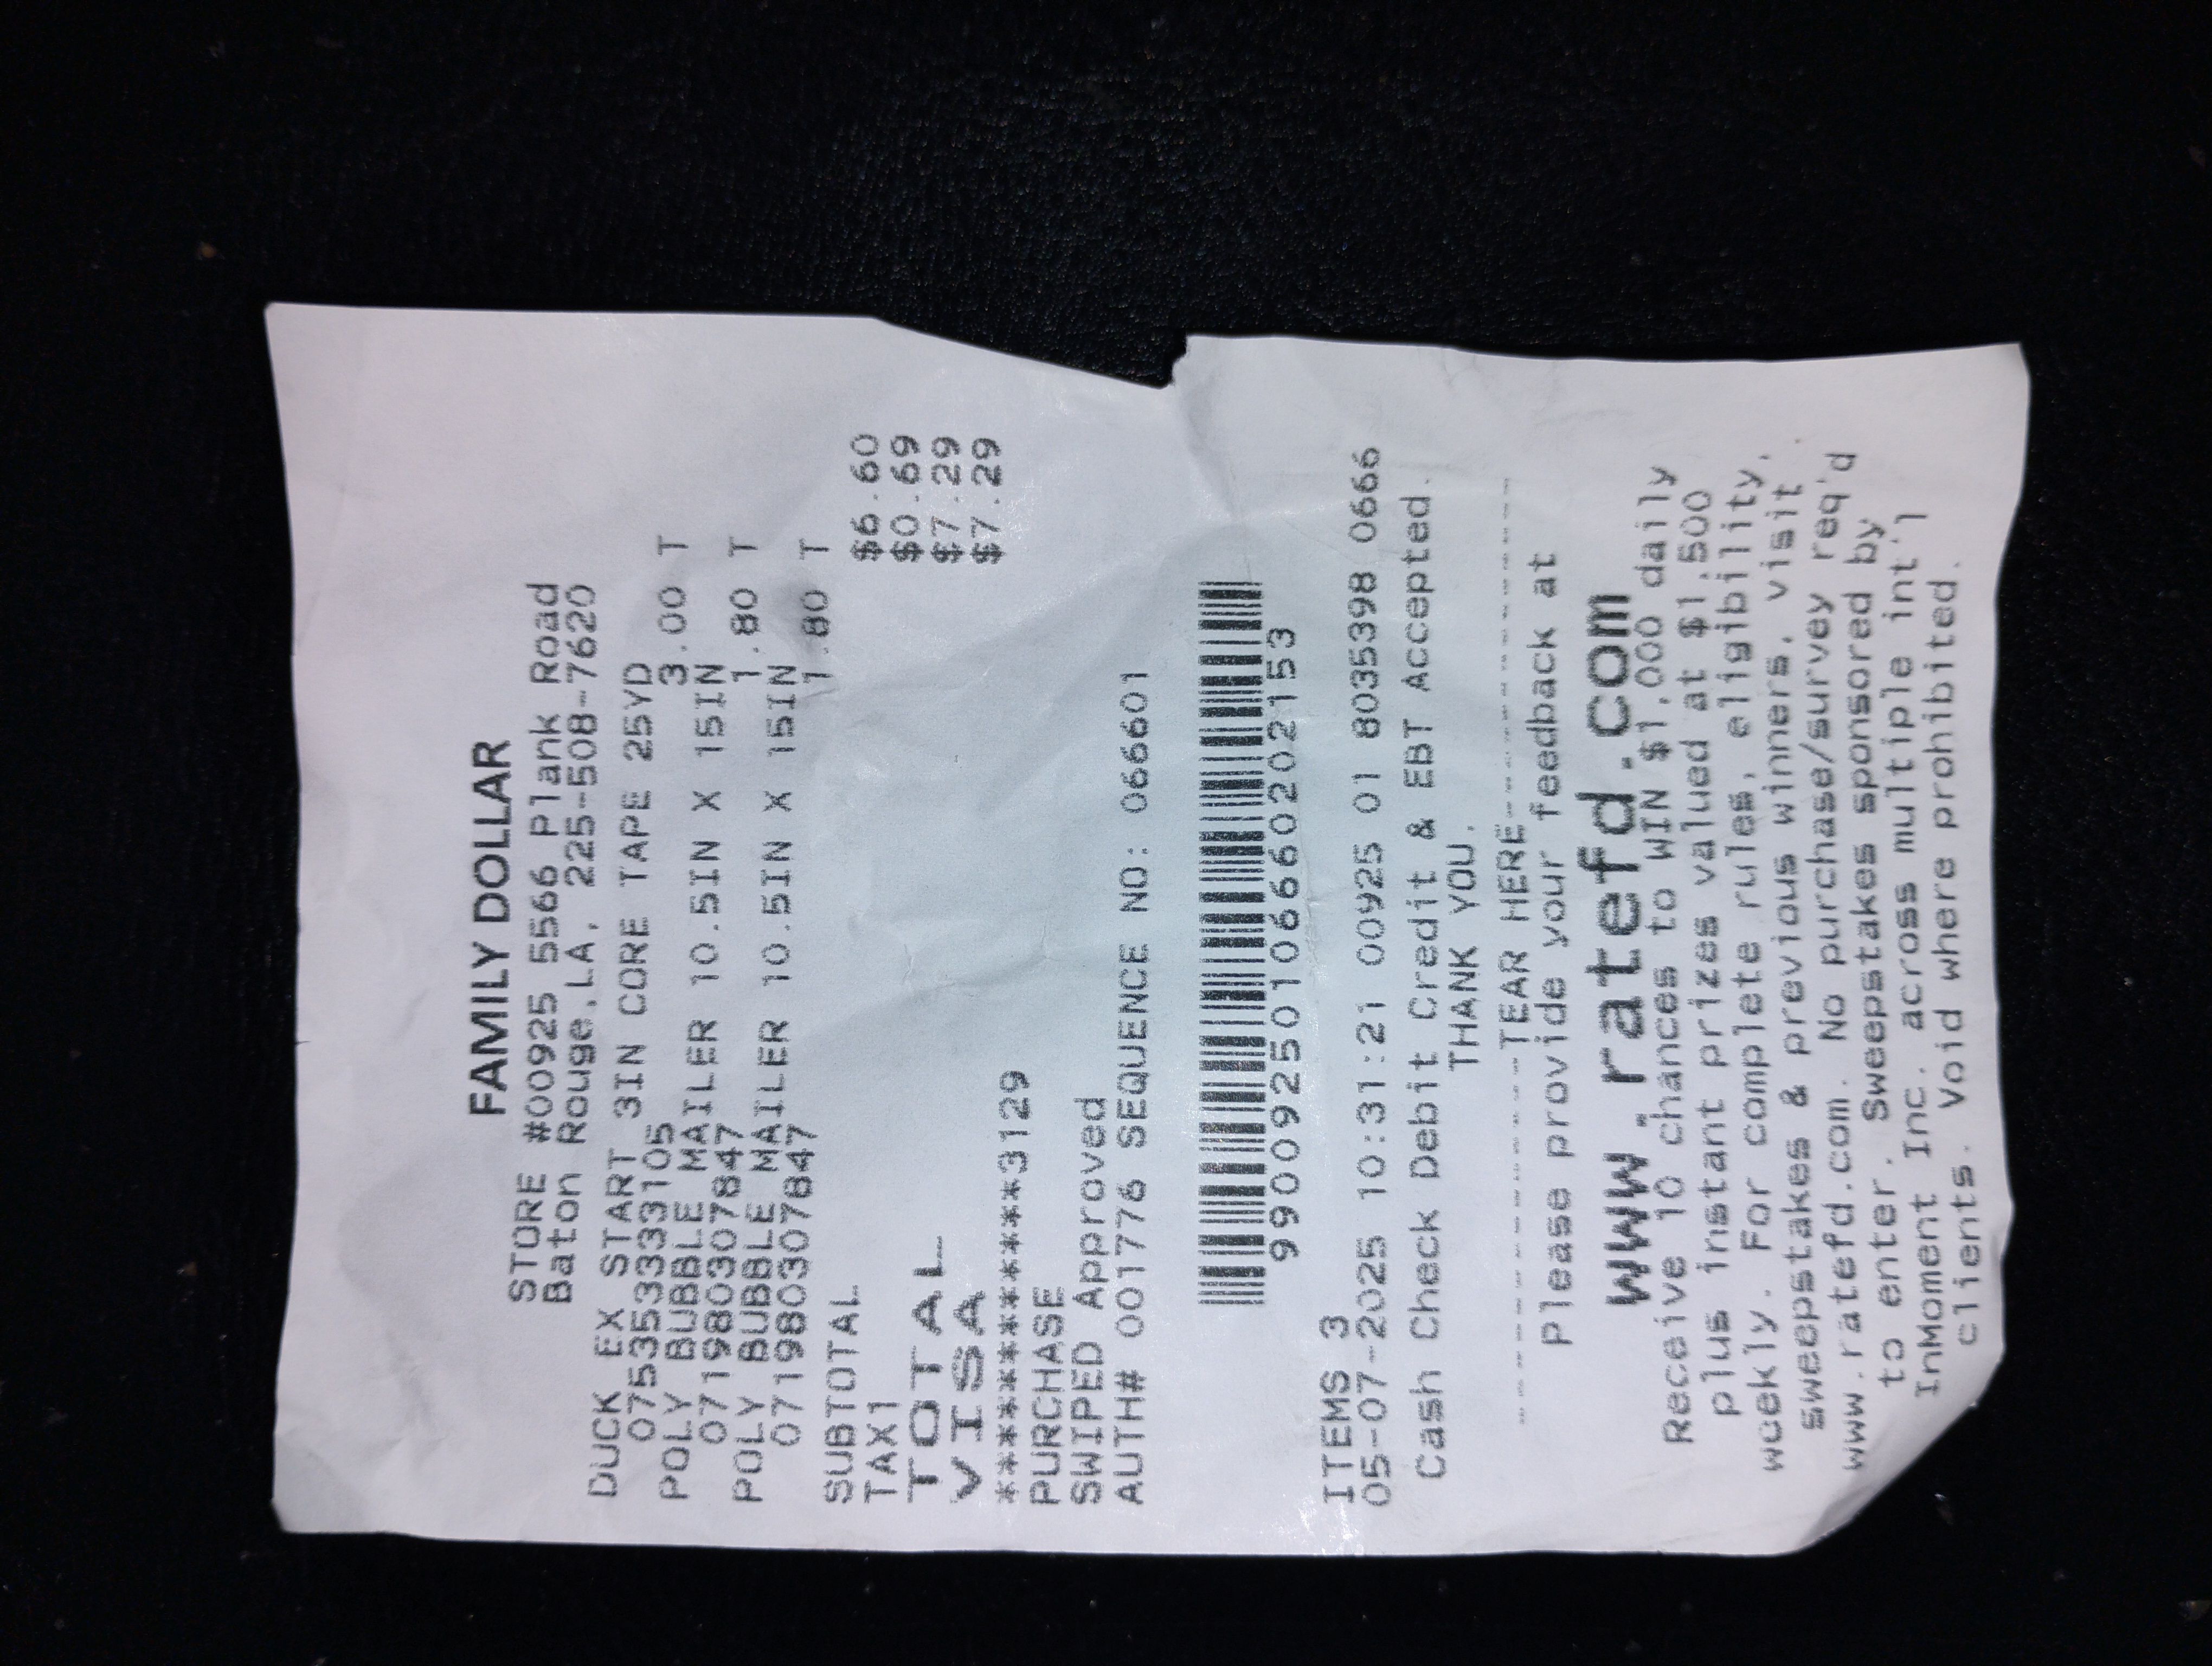 FAMILY DOLLAR
STORE #00925 5566 Plank Road
Baton Rouge,LA, 225-508-7620
DUCK EX START 3IN CORE TAPE 25YD
075353333105 3.00 T
POLY BUBBLE MAILER 10.5IN X 15IN
071980307847 1.80 T
POLY BUBBLE MAILER 10.5IN X 15IN
071980307847 1.80 T
SUBTOTAL $6.60
TAX1 $0.69
TOTAL $7.29
VISA $7.29
************3129
PURCHASE
SWIPED Approved
AUTH# 001776 SEQUENCE NO: 066601
99009250106660202153
ITEMS 3
05-07-2025 10:31:21 00925 01 8035398 0666
Cash Check Debit Credit & EBT Accepted.
THANK YOU.
----------TEAR HERE----------
Please provide your feedback at
www.ratefd.com
Receive 10 chances to WIN $1,000 daily
plus instant prizes valued at $1,500
weekly. For complete rules, eligibility,
sweepstakes & previous winners, visit
www.ratefd.com. No purchase/survey req'd
to enter. Sweepstakes sponsored by
InMoment Inc. across multiple int'l
clients. Void where prohibited.